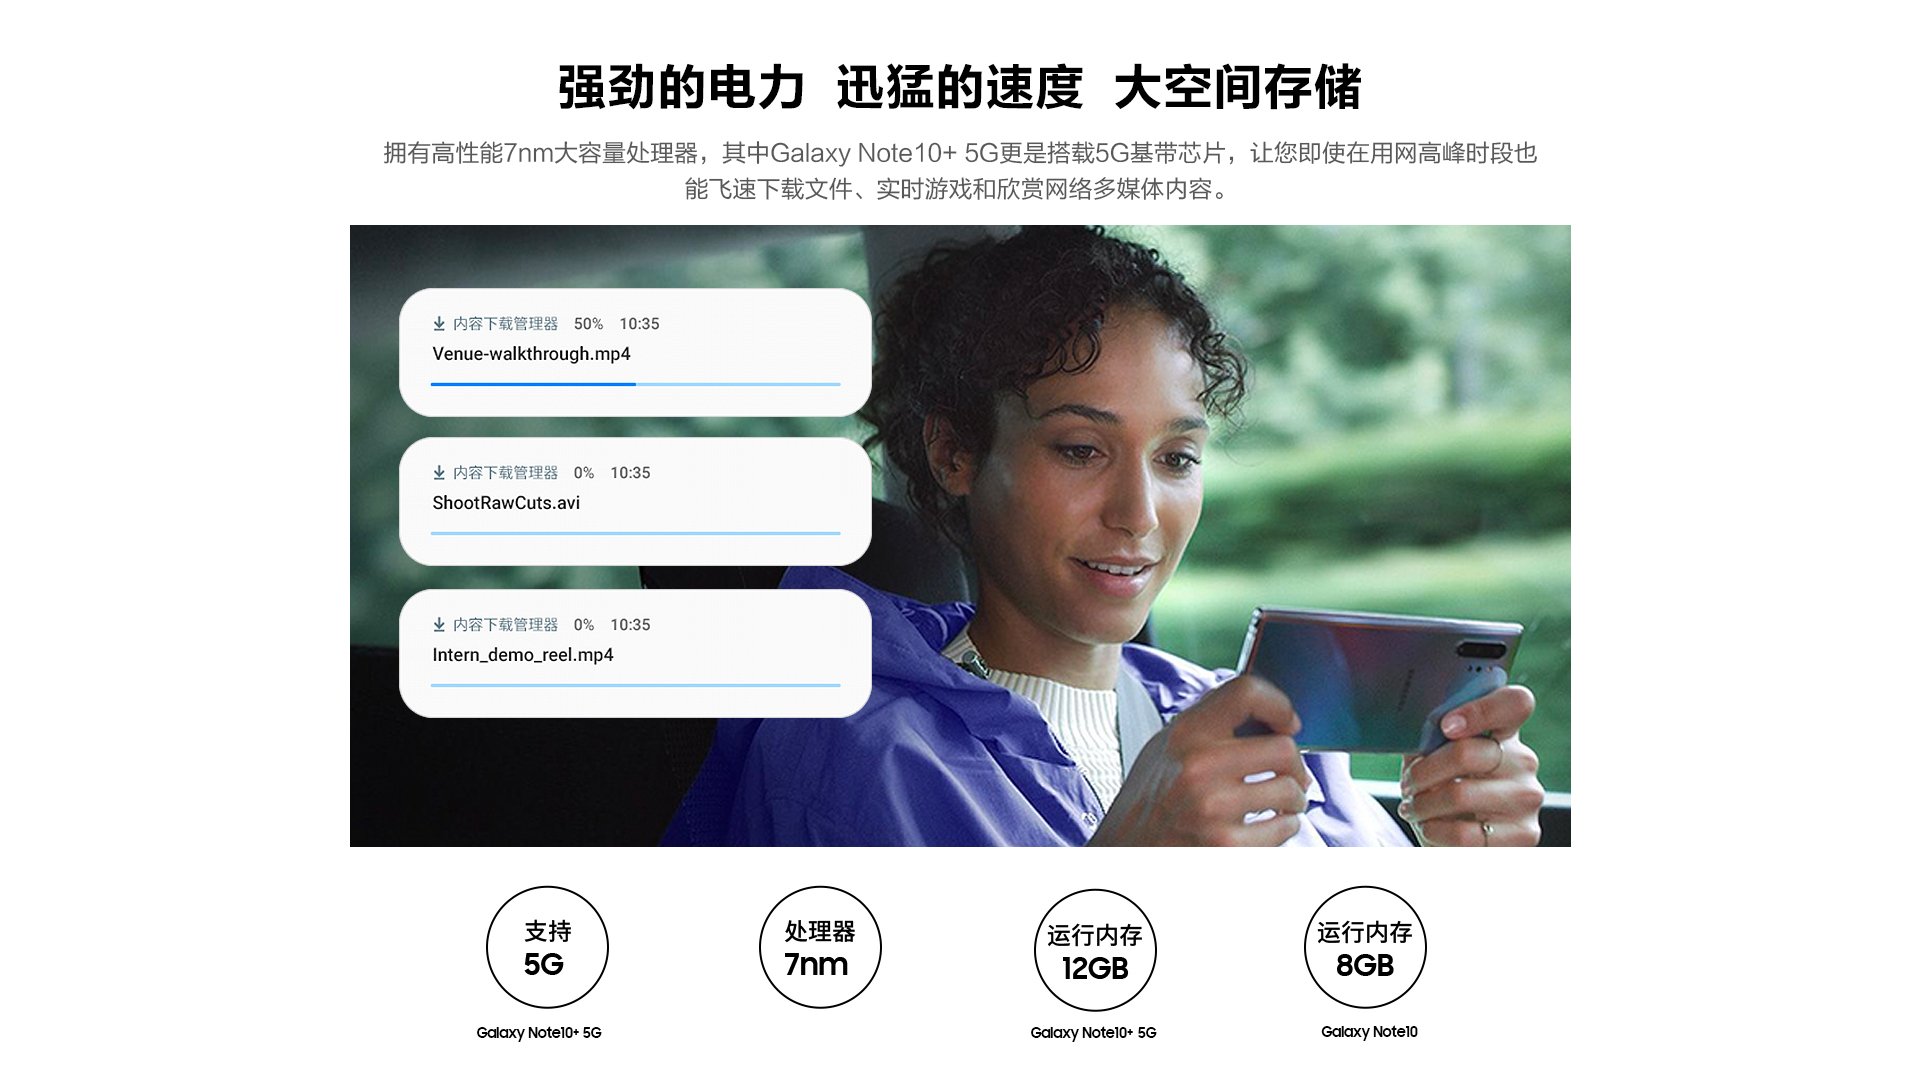 强劲的电力 迅猛的速度 大空间存储
拥有高性能7nm大容量处理器，其中Galaxy Note10+ 5G更是搭载5G基带芯片，让您即使在用网高峰时段也
能飞速下载文件、实时游戏和欣赏网络多媒体内容。
内容下载管理器 50% 10:35
Venue-walkthrough.mp4
内容下载管理器 0% 10:35
ShootRawCuts.avi
内容下载管理器 0% 10:35
Intern_demo_reel.mp4
SAMSUNG
支持
5G
Galaxy Note10+ 5G
处理器
7nm
运行内存
12GB
Galaxy Note10+ 5G
运行内存
8GB
Galaxy Note10